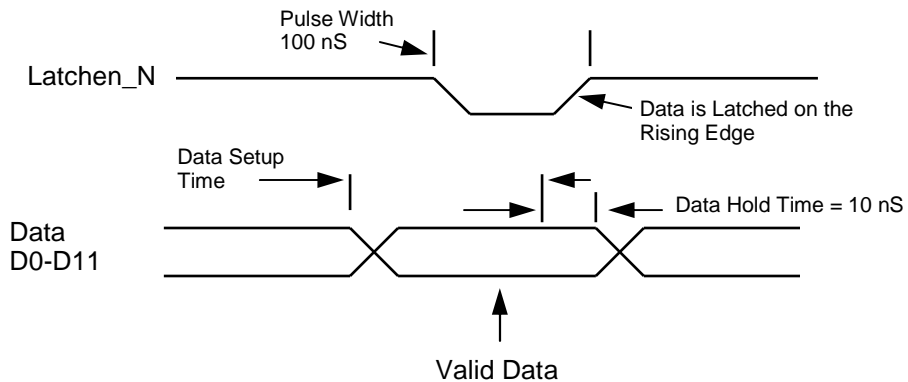 Pulse Width
100 nS
Latchen_N
Data is Latched on the
Rising Edge
Data Setup
Time
Data Hold Time = 10 nS
Data
D0-D11
Valid Data